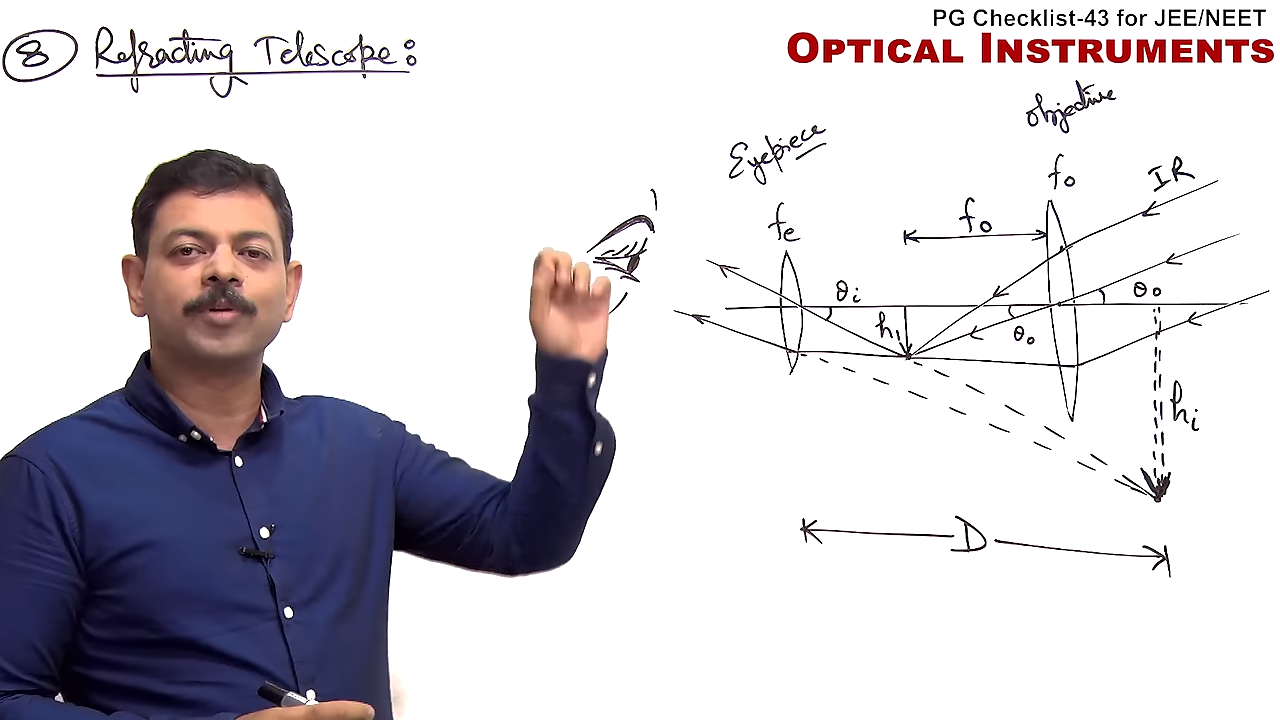 PG Checklist-43 for JEE/NEET
OPTICAL INSTRUMENTS
8 Refracting Telescope:
Objective
Eyepiece
fo
IR
fo
fe
θi
θo
h1
θo
hi
D